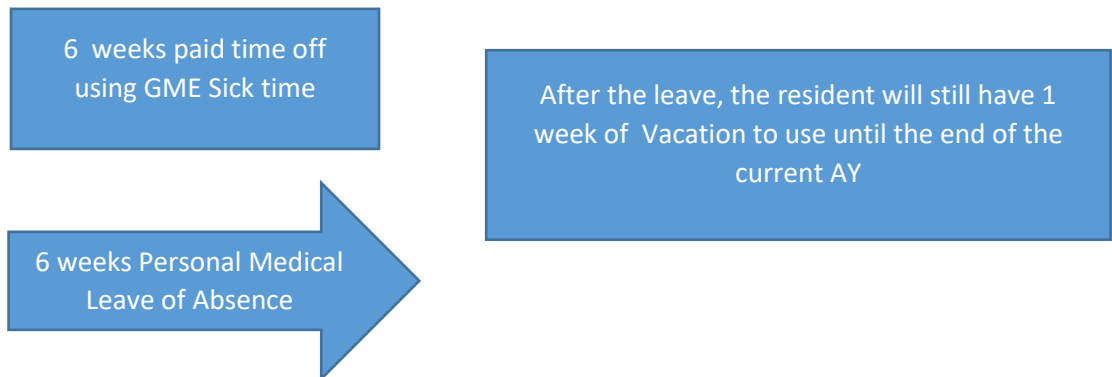 6 weeks paid time off
using GME Sick time
After the leave, the resident will still have 1
week of Vacation to use until the end of the
current AY
6 weeks Personal Medical
Leave of Absence